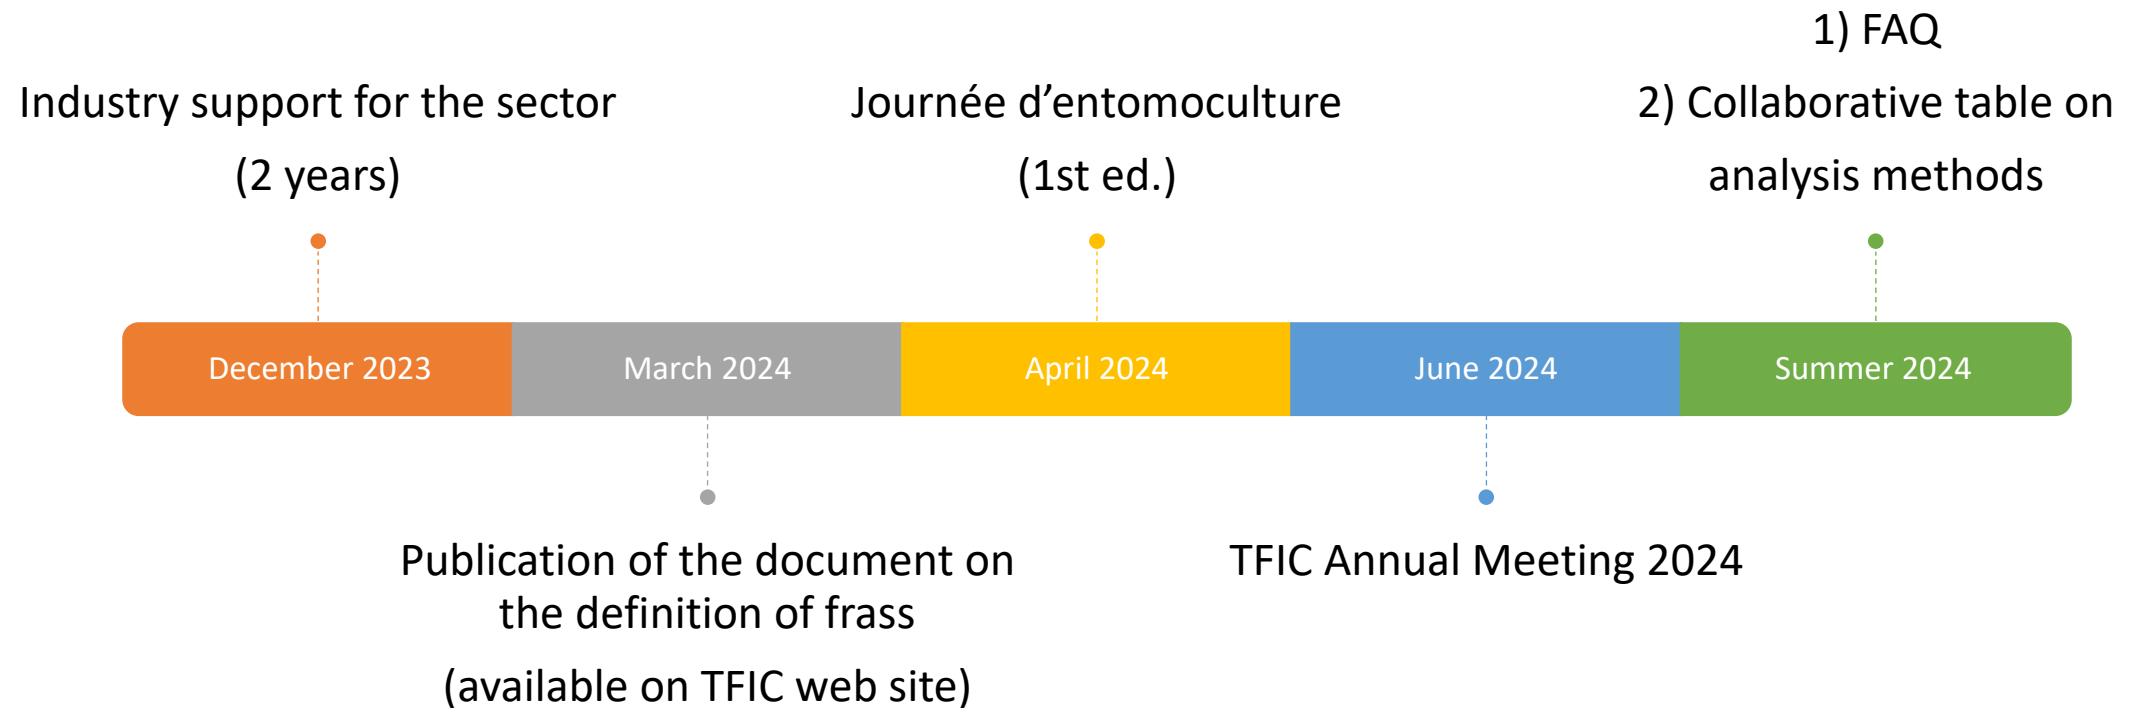 1) FAQ
Industry support for the sector
(2 years)
Journée d’entomoculture
(1st ed.)
2) Collaborative table on
analysis methods
December 2023
March 2024
April 2024
June 2024
Summer 2024
Publication of the document on
the definition of frass
(available on TFIC web site)
TFIC Annual Meeting 2024